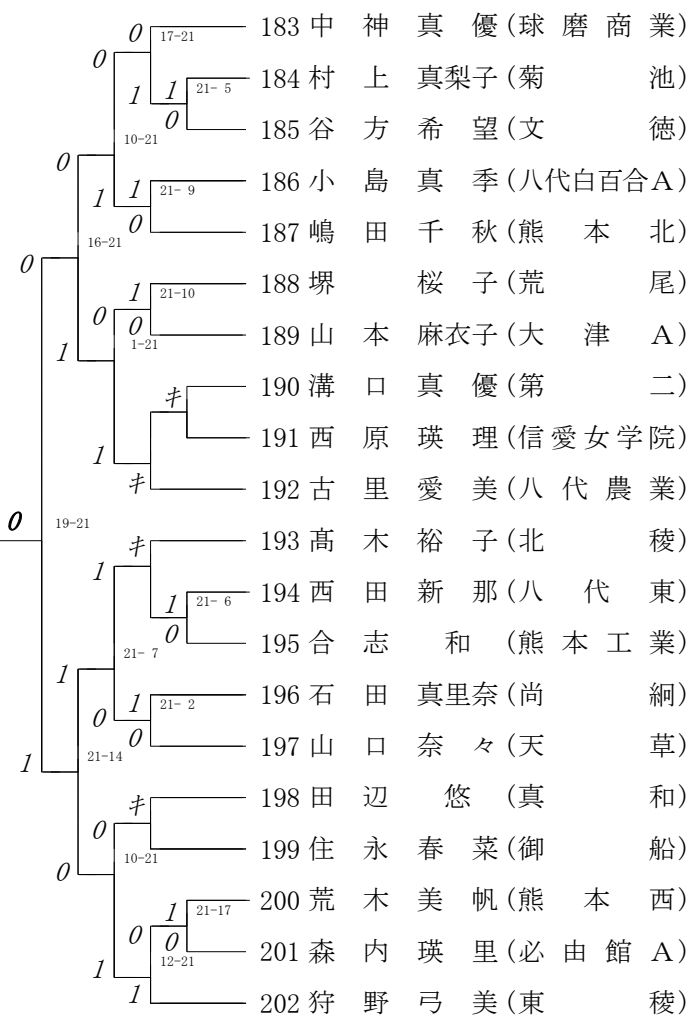 0 17-21 183 中 神 真 優 (球 磨 商 業)
0
1 1 21- 5 184 村 上 真梨子 (菊 池)
0 185 谷 方 希 望 (文 徳)
10-21
0
1 1 21- 9 186 小 島 真 季 (八代白百合A)
0 187 嶋 田 千 秋 (熊 本 北)
16-21
0
0 1 21-10 188 堺 桜 子 (荒 尾)
0 1-21 189 山 本 麻衣子 (大 津 A)
1
キ 190 溝 口 真 優 (第 二)
1 191 西 原 瑛 理 (信愛女学院)
キ 192 古 里 愛 美 (八 代 農 業)
0 19-21
キ 193 髙 木 裕 子 (北 稜)
1
1 21- 6 194 西 田 新 那 (八 代 東)
0 195 合 志 和 (熊 本 工 業)
21- 7
1
0 1 21- 2 196 石 田 真里奈 (尚 絅)
0 197 山 口 奈 々 (天 草)
1 21-14
キ 198 田 辺 悠 (真 和)
0
10-21 199 住 永 春 菜 (御 船)
0
1 21-17 200 荒 木 美 帆 (熊 本 西)
0 0 12-21 201 森 内 瑛 里 (必 由 館 A)
1 1 202 狩 野 弓 美 (東 稜)